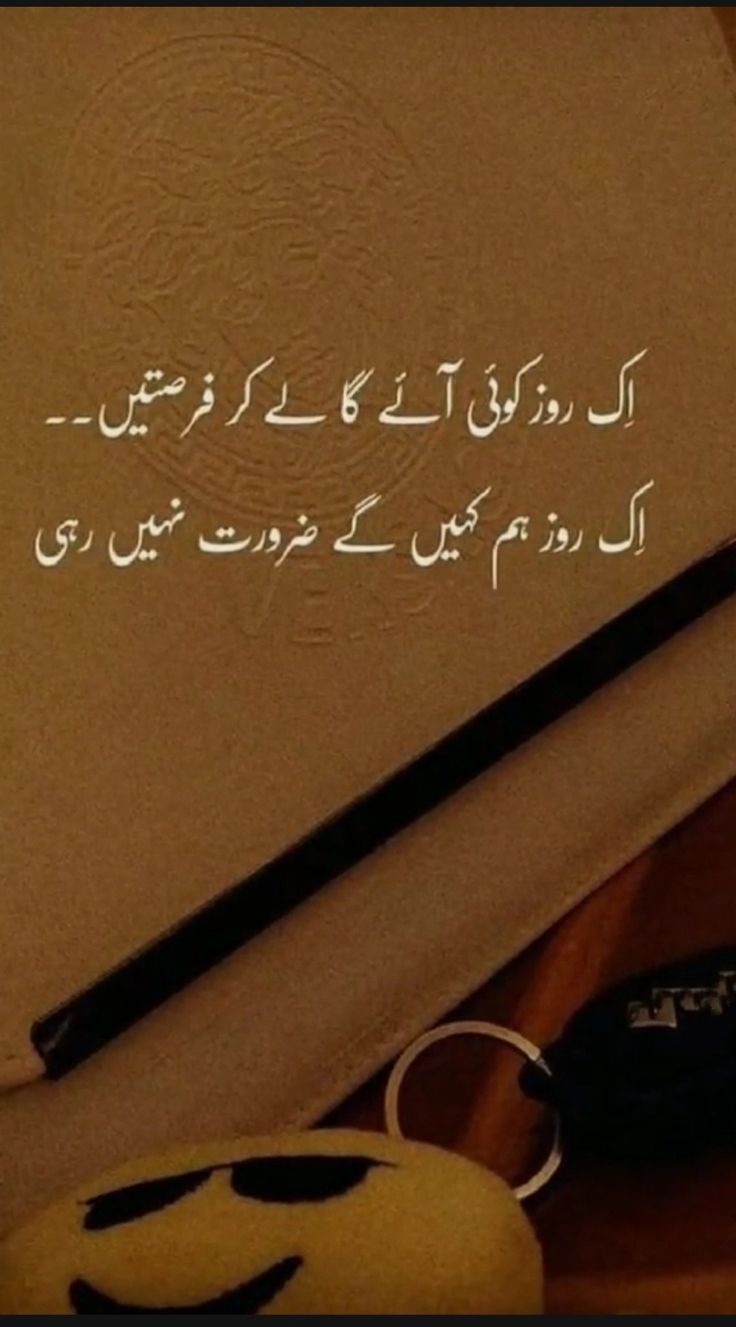 اِک روز کوئی آئے گا لے کر فرصتیں۔۔
اِک روز ہم کہیں گے ضرورت نہیں رہی